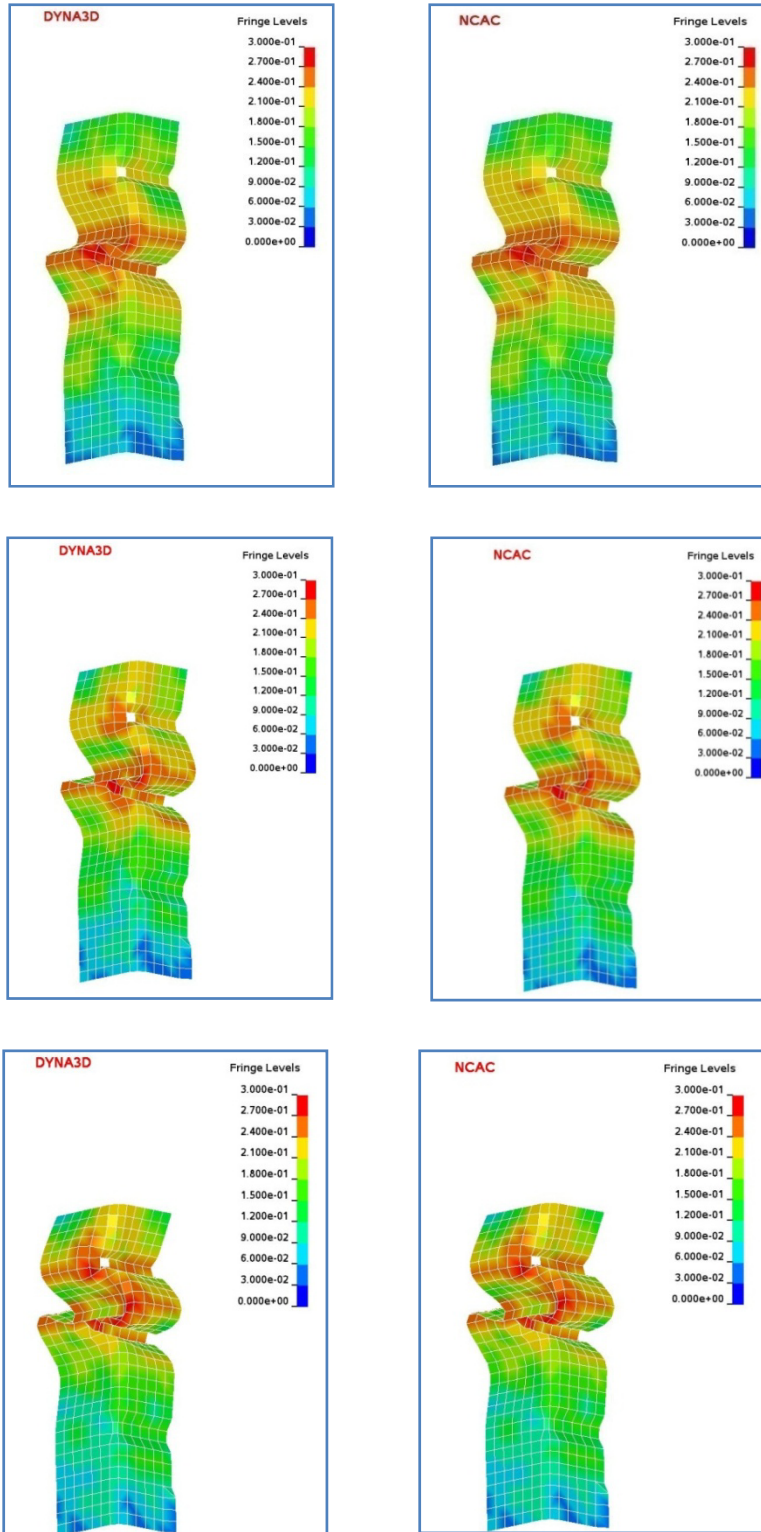 DYNA3D
Fringe Levels
3.000e-01
2.700e-01
2.400e-01
2.100e-01
1.800e-01
1.500e-01
1.200e-01
9.000e-02
6.000e-02
3.000e-02
0.000e+00
NCAC
Fringe Levels
3.000e-01
2.700e-01
2.400e-01
2.100e-01
1.800e-01
1.500e-01
1.200e-01
9.000e-02
6.000e-02
3.000e-02
0.000e+00
DYNA3D
Fringe Levels
3.000e-01
2.700e-01
2.400e-01
2.100e-01
1.800e-01
1.500e-01
1.200e-01
9.000e-02
6.000e-02
3.000e-02
0.000e+00
NCAC
Fringe Levels
3.000e-01
2.700e-01
2.400e-01
2.100e-01
1.800e-01
1.500e-01
1.200e-01
9.000e-02
6.000e-02
3.000e-02
0.000e+00
DYNA3D
Fringe Levels
3.000e-01
2.700e-01
2.400e-01
2.100e-01
1.800e-01
1.500e-01
1.200e-01
9.000e-02
6.000e-02
3.000e-02
0.000e+00
NCAC
Fringe Levels
3.000e-01
2.700e-01
2.400e-01
2.100e-01
1.800e-01
1.500e-01
1.200e-01
9.000e-02
6.000e-02
3.000e-02
0.000e+00